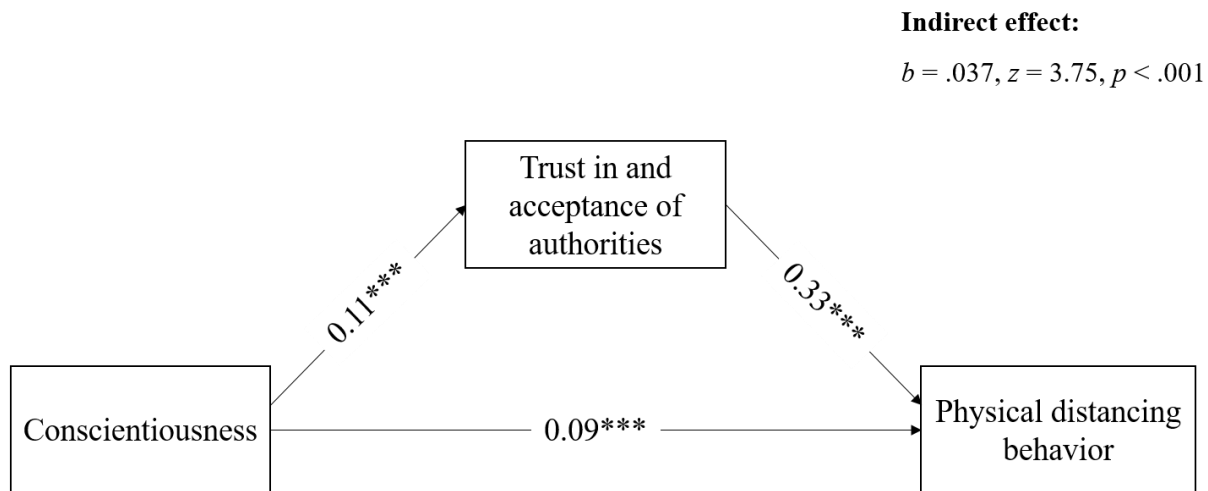 Indirect effect:
b = .037, z = 3.75, p < .001
Trust in and
acceptance of
authorities
0.11***
0.33***
Conscientiousness
0.09***
Physical distancing
behavior